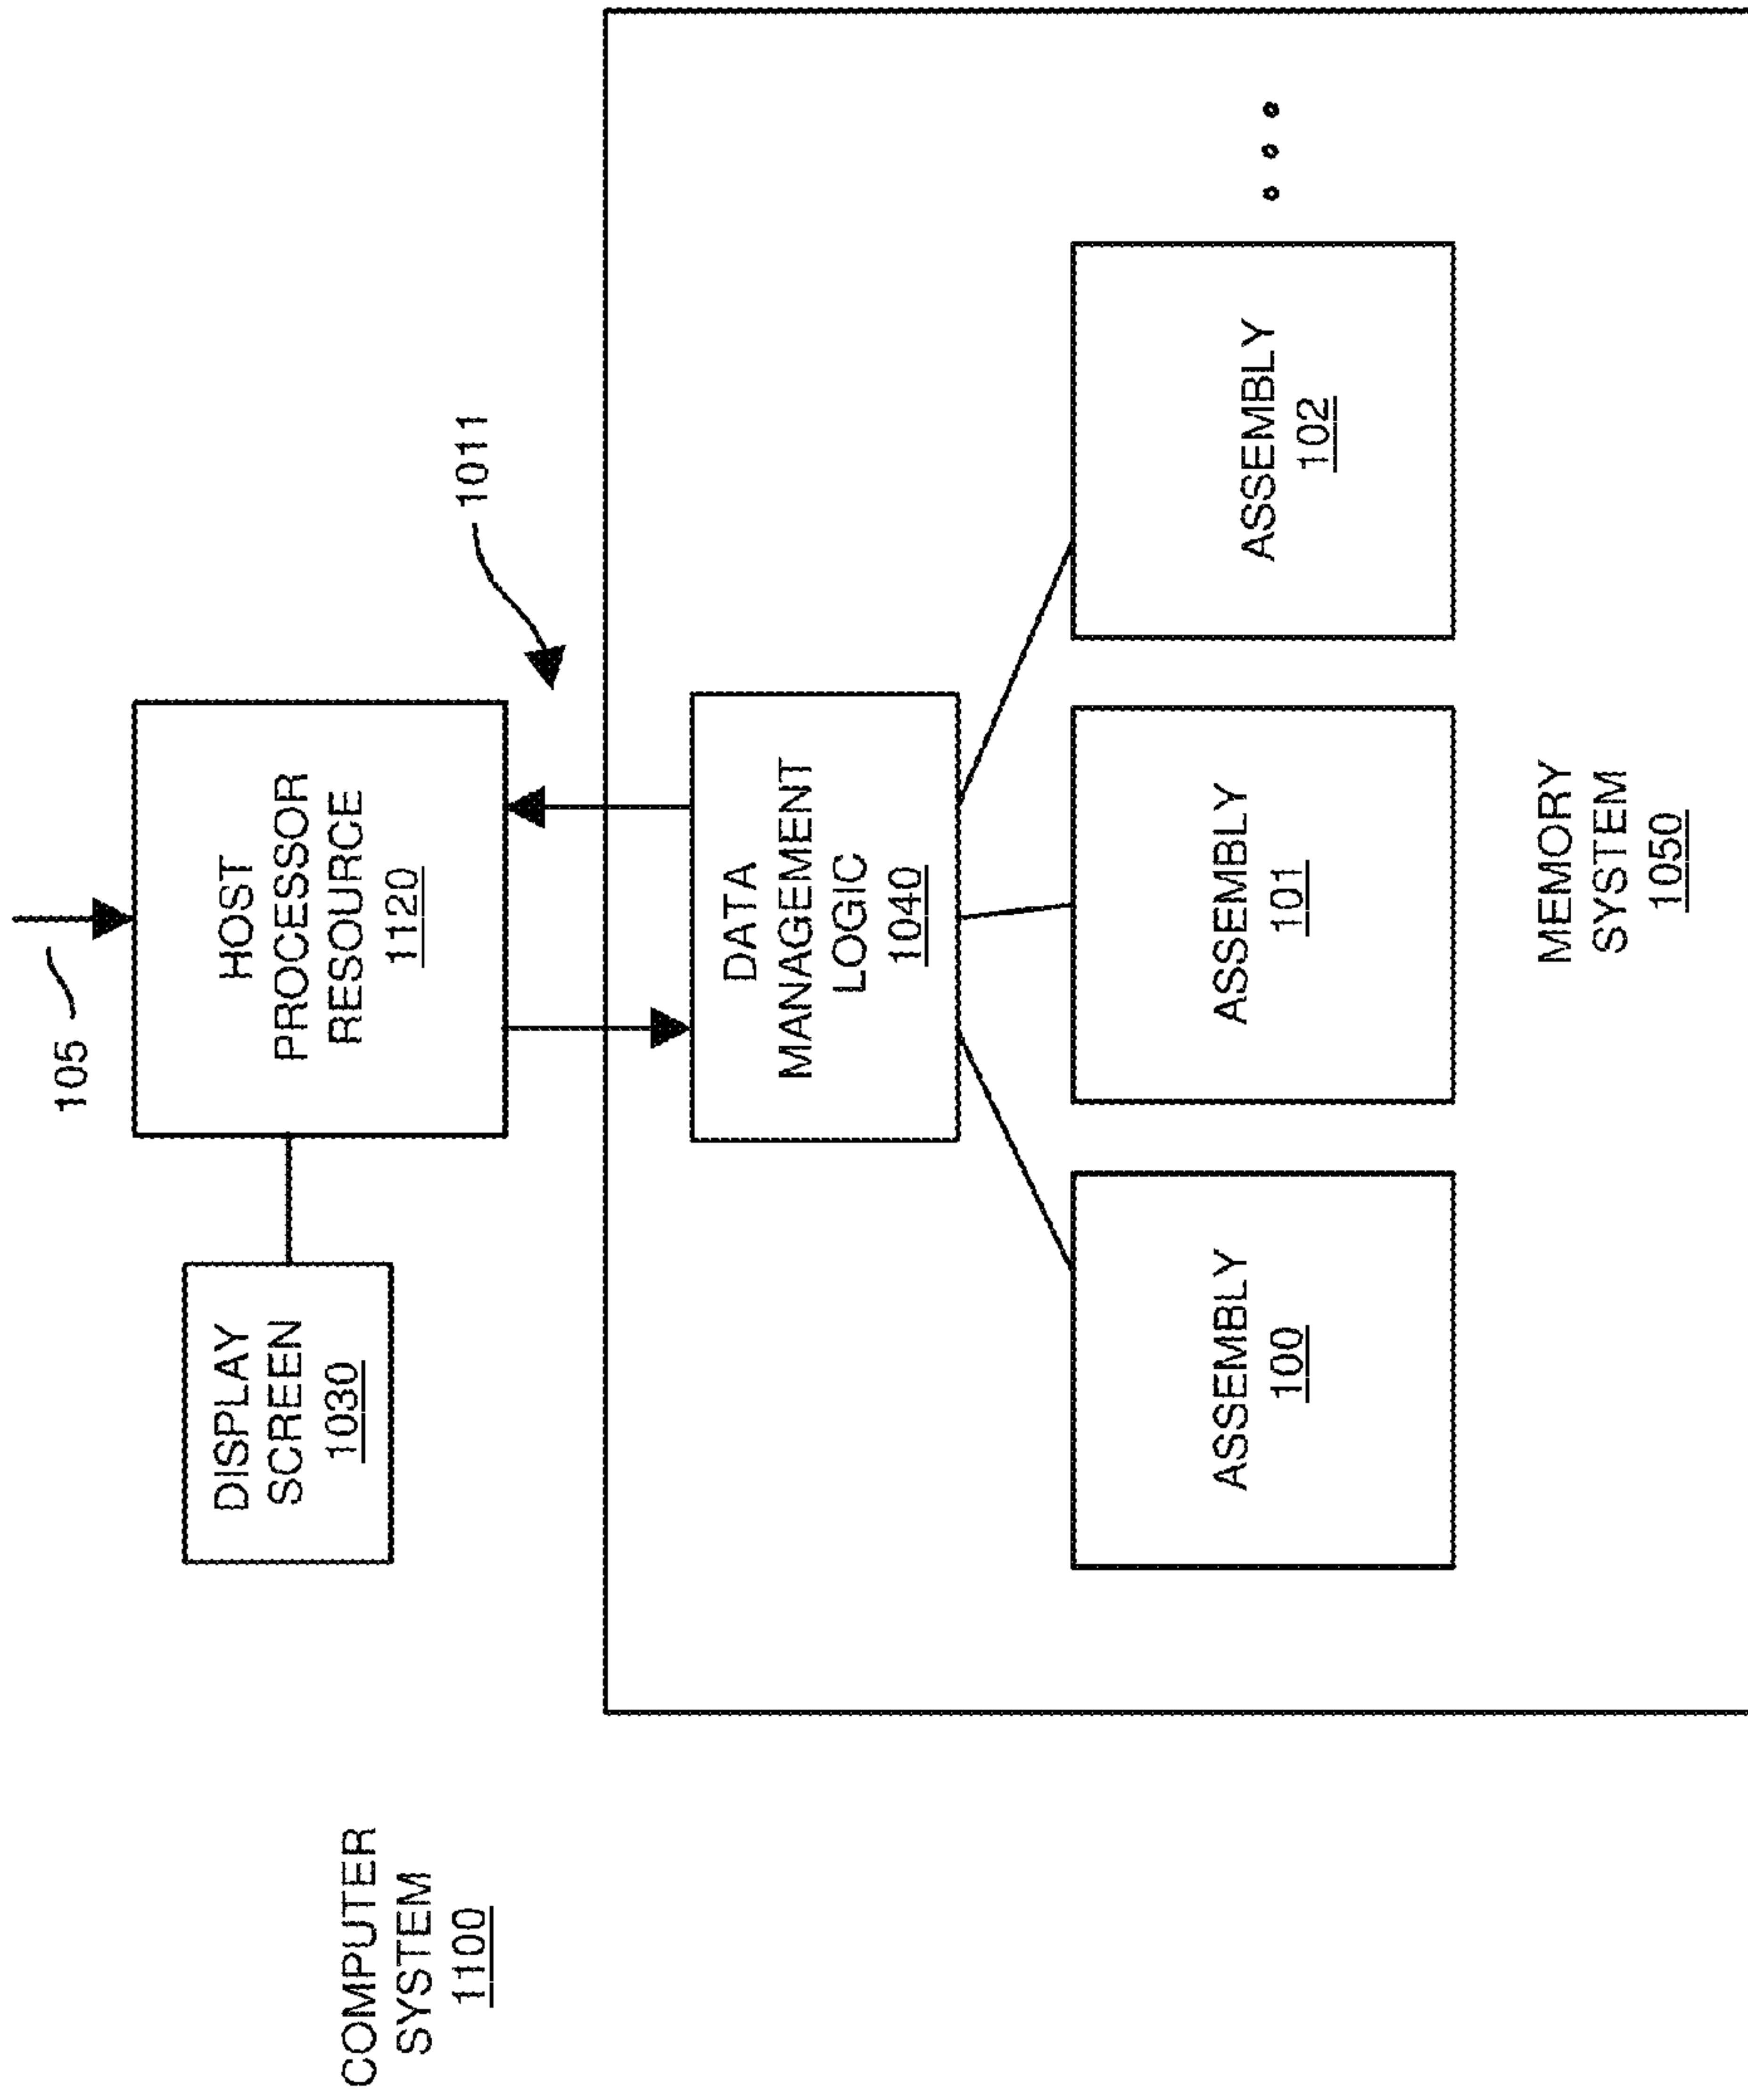 COMPUTER
SYSTEM
1100
105
HOST
PROCESSOR
RESOURCE
1120
DISPLAY
SCREEN
1030
1011
DATA
MANAGEMENT
LOGIC
1040
ASSEMBLY
100
ASSEMBLY
101
ASSEMBLY
102
MEMORY
SYSTEM
1050